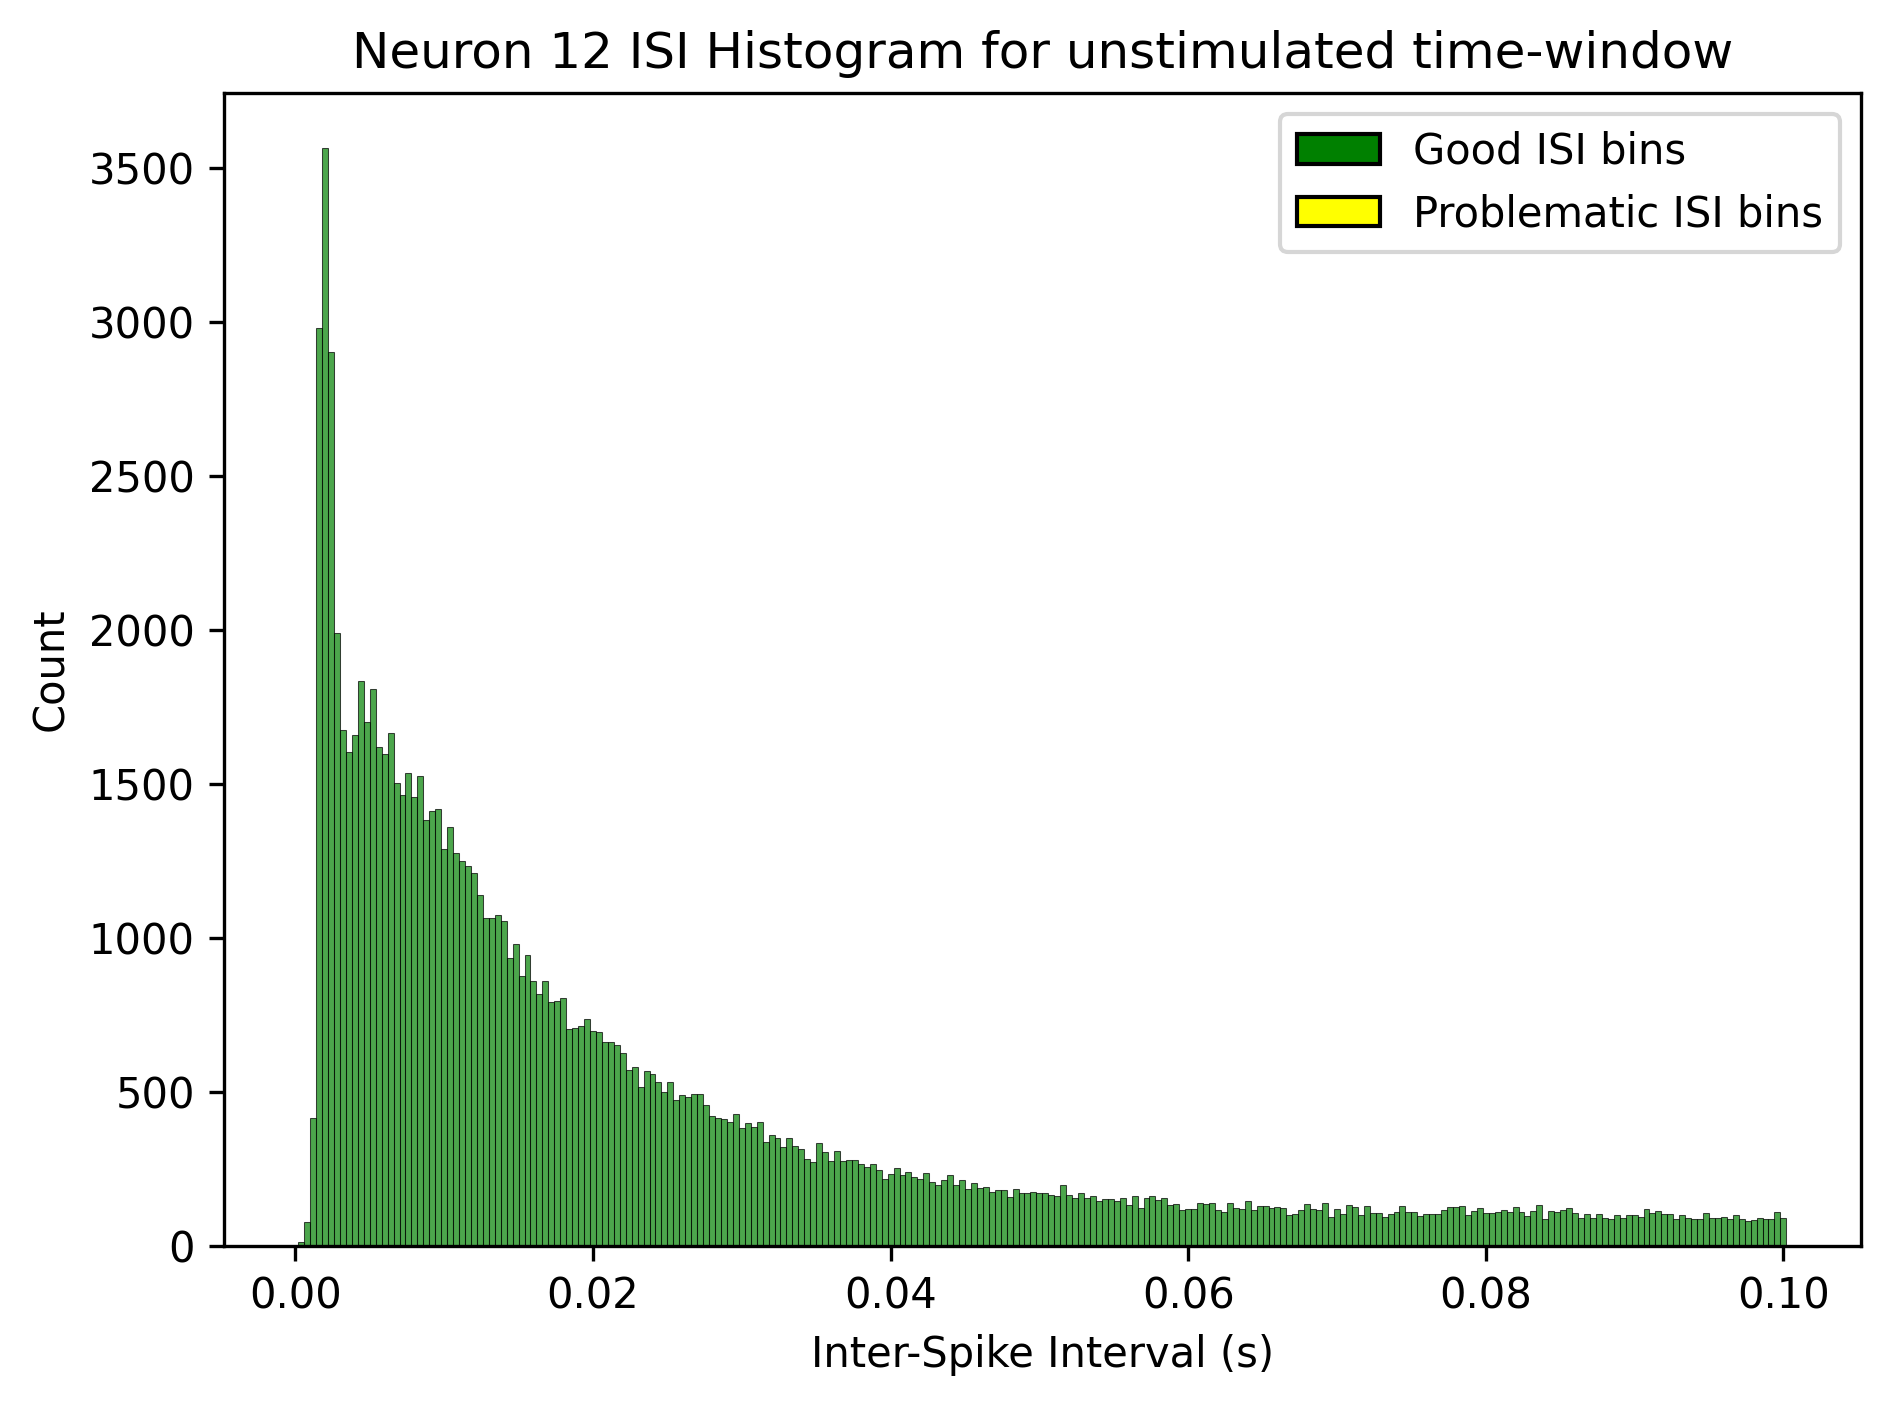 Neuron 12 ISI Histogram for unstimulated time-window
Good ISI bins
Problematic ISI bins
3500
3000
2500
2000
1500
1000
500
0
Count
0.00 0.02 0.04 0.06 0.08 0.10
Inter-Spike Interval (s)